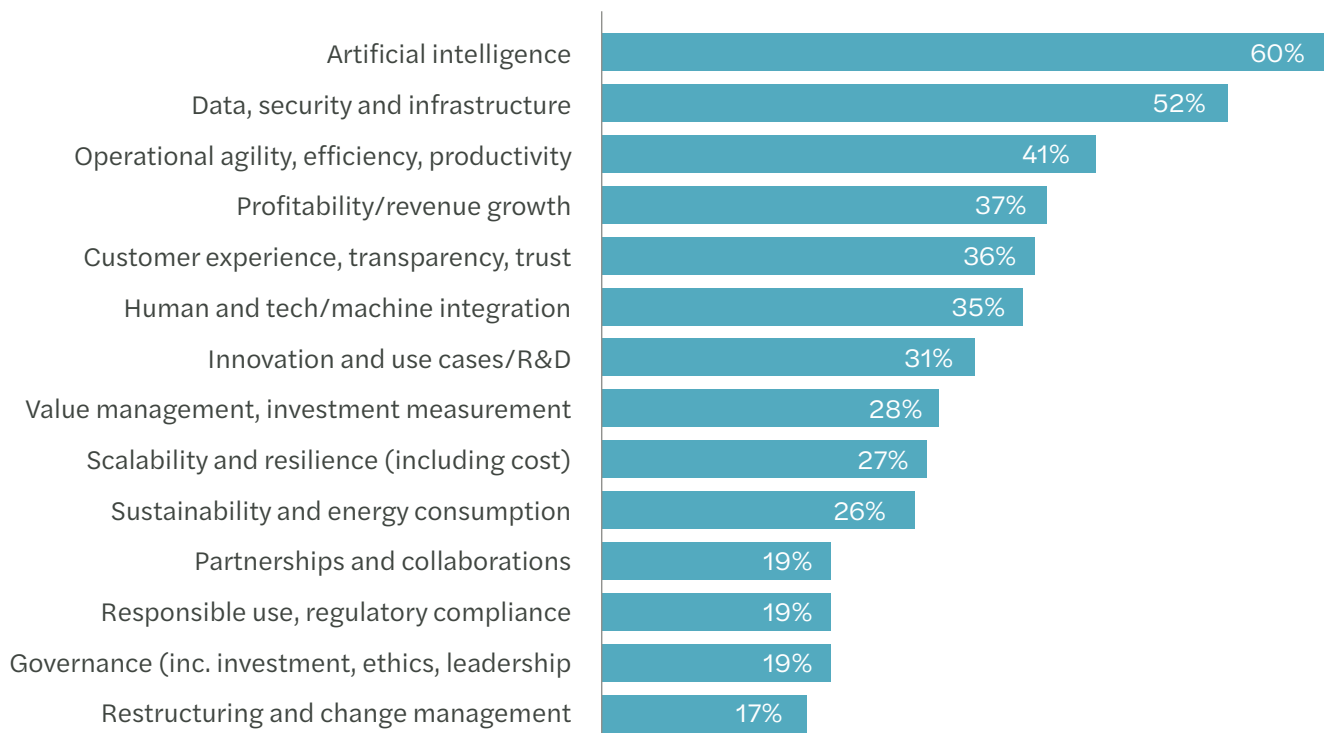 Artificial intelligence 60%
Data, security and infrastructure 52%
Operational agility, efficiency, productivity 41%
Profitability/revenue growth 37%
Customer experience, transparency, trust 36%
Human and tech/machine integration 35%
Innovation and use cases/R&D 31%
Value management, investment measurement 28%
Scalability and resilience (including cost) 27%
Sustainability and energy consumption 26%
Partnerships and collaborations 19%
Responsible use, regulatory compliance 19%
Governance (inc. investment, ethics, leadership 19%
Restructuring and change management 17%